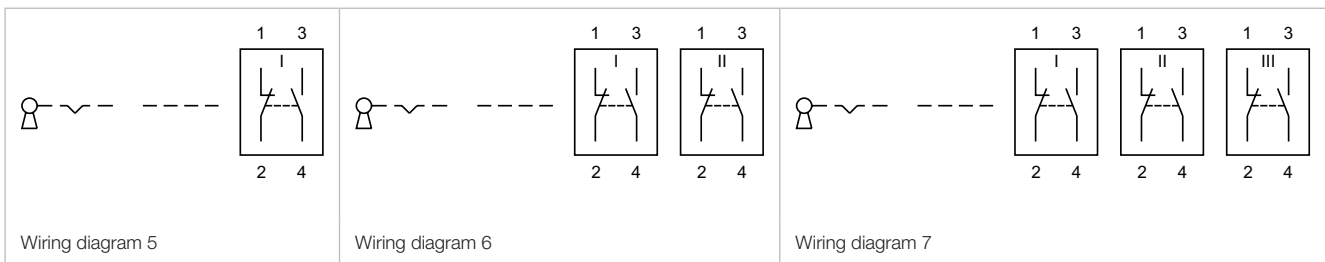 1 3
I
2 4
Wiring diagram 5
1 3 1 3
I II
2 4 2 4
Wiring diagram 6
1 3 1 3 1 3
I II III
2 4 2 4 2 4
Wiring diagram 7